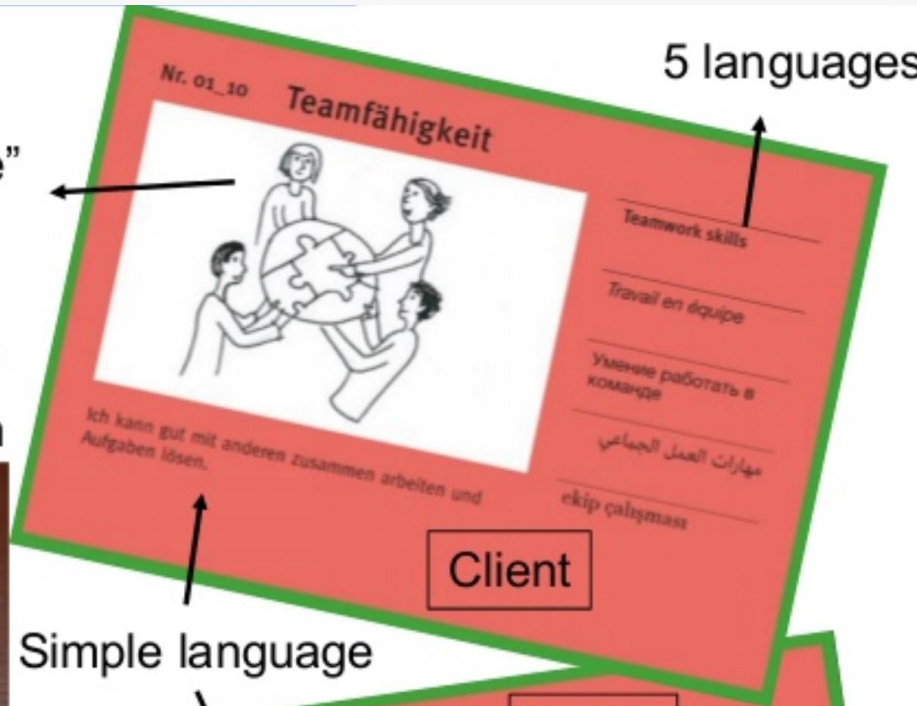 5 languages
e”
Nr. 01_10 Teamfähigkeit
Teamwork skills
Travail en équipe
Умение работать в
команде
مهارات العمل الجماعي
ekip çalışması
Ich kann gut mit anderen zusammen arbeiten und
Aufgaben lösen.
Client
Simple language